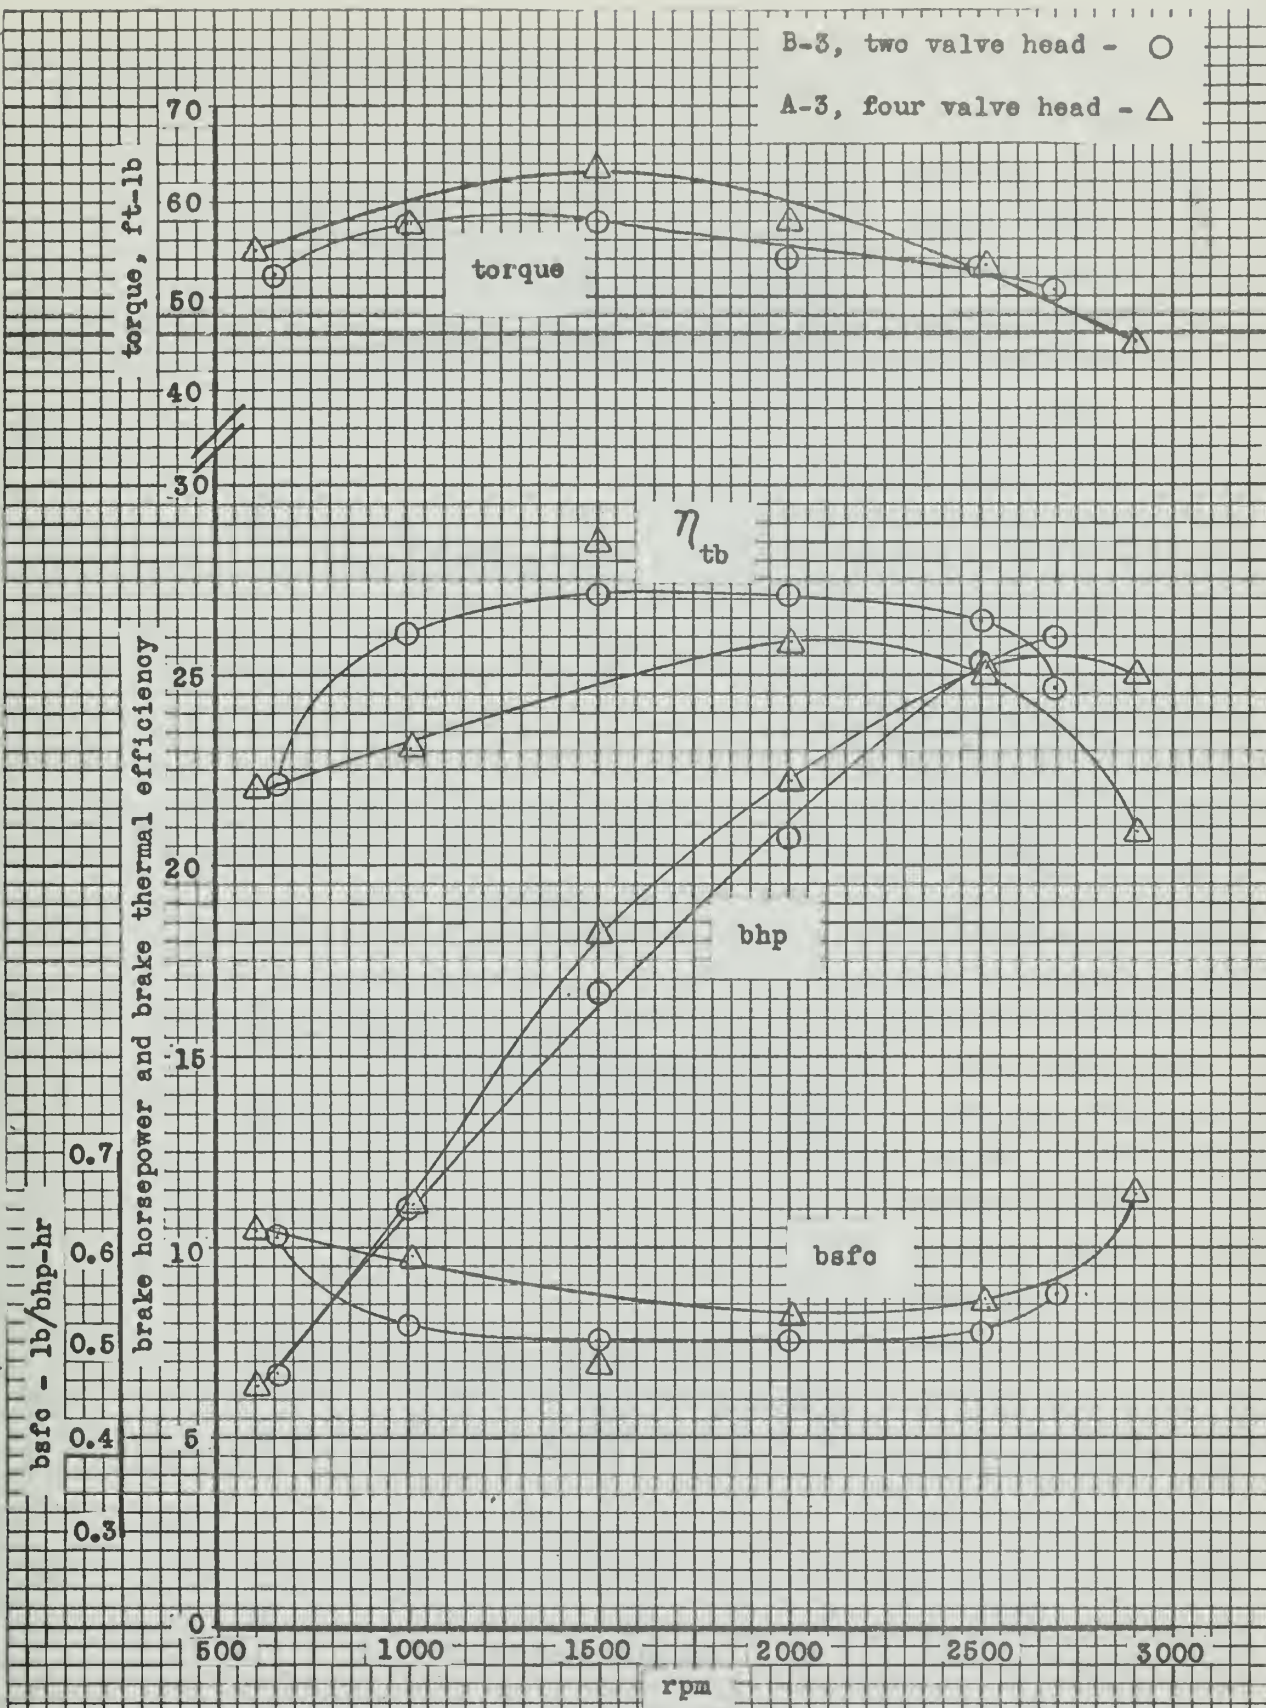 B-3, two valve head - ○
A-3, four valve head - △
torque, ft-lb
70
60
50
40
30
25
20
15
10
5
0
torque
η tb
bhp
bsfc
brake horsepower and brake thermal efficiency
bsfc - lb/bhp-hr
0.7
0.6
0.5
0.4
0.3
500 1000 1500 2000 2500 3000
rpm